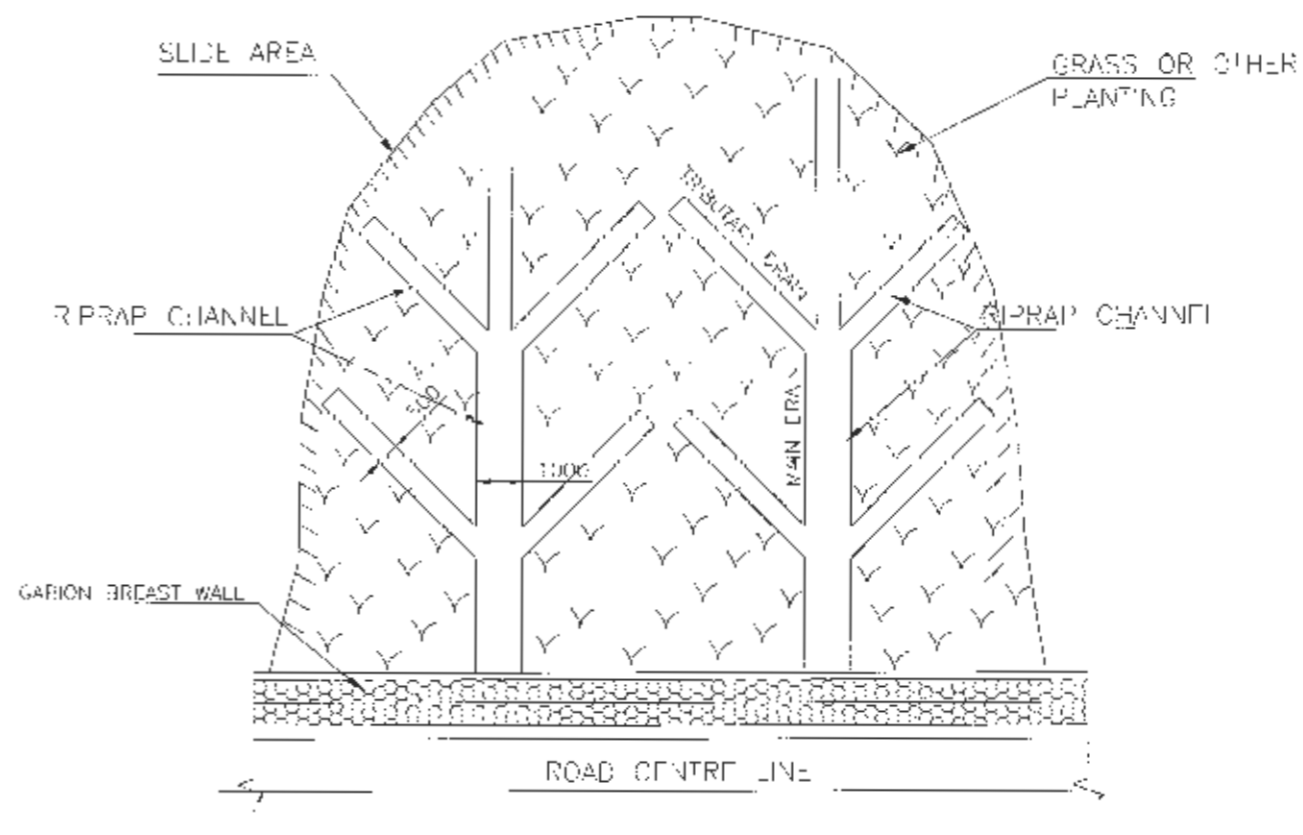 SLIDE AREA
GRASS OR OTHER
PLANTING
TRIBUTARY DRAIN
RIPRAP CHANNEL
RIPRAP CHANNEL
500
MAIN DRAIN
1000
GABION BREAST WALL
ROAD CENTRE LINE